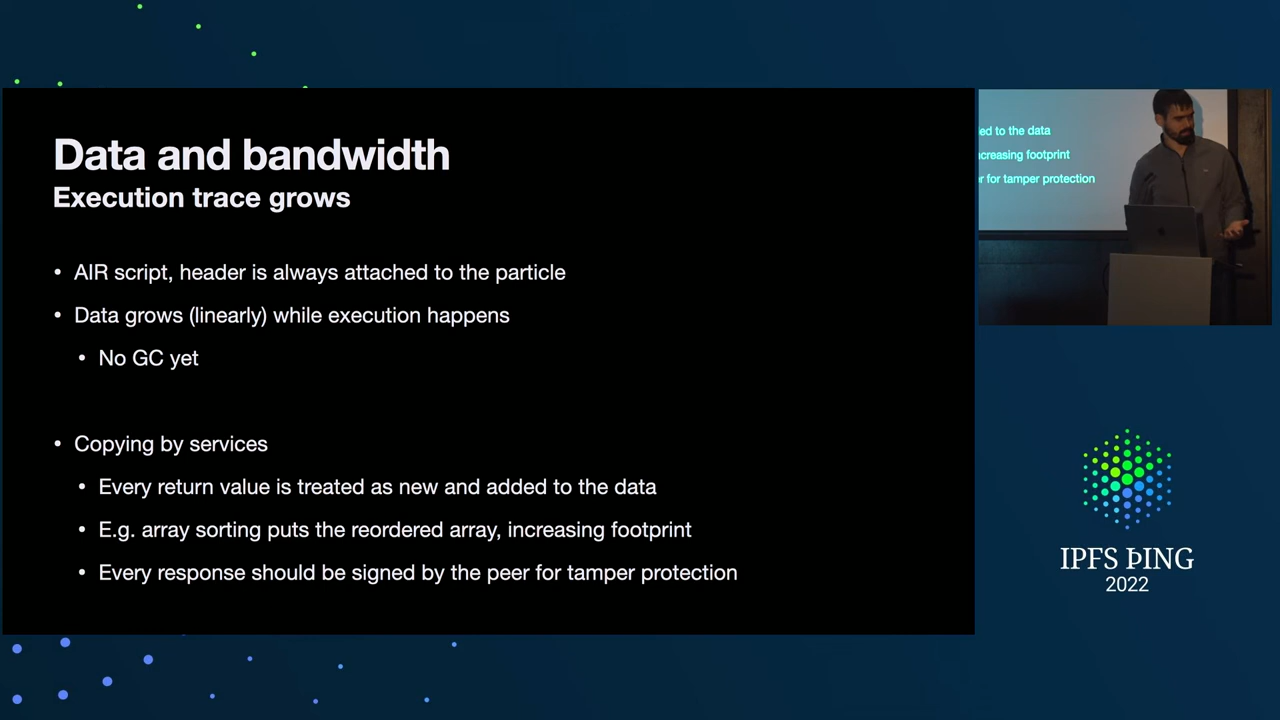 Data and bandwidth
Execution trace grows
• AIR script, header is always attached to the particle
• Data grows (linearly) while execution happens
• No GC yet
• Copying by services
• Every return value is treated as new and added to the data
• E.g. array sorting puts the reordered array, increasing footprint
• Every response should be signed by the peer for tamper protection
ed to the data
creasing footprint
r for tamper protection
IPFS ÞING
2022